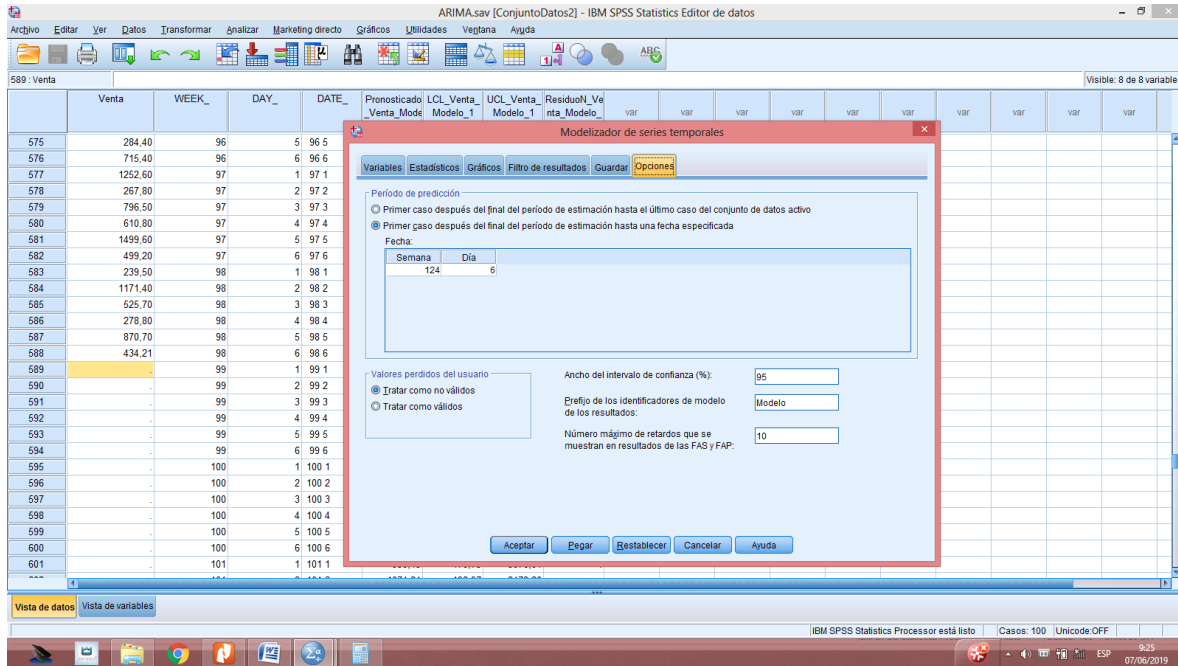 ARIMA.sav [ConjuntoDatos2] - IBM SPSS Statistics Editor de datos
Archivo Editar Ver Datos Transformar Analizar Marketing directo Gráficos Utilidades Ventana Ayuda
589 : Venta
Visible: 8 de 8 variable
Venta WEEK_ DAY_ DATE_ Pronosticado_Venta_Mode LCL_Venta_Modelo_1 UCL_Venta_Modelo_1 ResiduoN_Venta_Modelo_ var var var var var var var var
575 284,40 96 5 96 5
576 715,40 96 6 96 6
577 1252,60 97 1 97 1
578 267,80 97 2 97 2
579 796,50 97 3 97 3
580 610,80 97 4 97 4
581 1499,60 97 5 97 5
582 499,20 97 6 97 6
583 239,50 98 1 98 1
584 1171,40 98 2 98 2
585 525,70 98 3 98 3
586 278,80 98 4 98 4
587 870,70 98 5 98 5
588 434,21 98 6 98 6
589 . 99 1 99 1
590 . 99 2 99 2
591 . 99 3 99 3
592 . 99 4 99 4
593 . 99 5 99 5
594 . 99 6 99 6
595 . 100 1 100 1
596 . 100 2 100 2
597 . 100 3 100 3
598 . 100 4 100 4
599 . 100 5 100 5
600 . 100 6 100 6
601 . 101 1 101 1
Modelizador de series temporales
Variables Estadísticos Gráficos Filtro de resultados Guardar Opciones
Período de predicción
Primer caso después del final del período de estimación hasta el último caso del conjunto de datos activo
Primer caso después del final del período de estimación hasta una fecha especificada
Fecha:
Semana Día
124 6
Valores perdidos del usuario
Tratar como no válidos
Tratar como válidos
Ancho del intervalo de confianza (%): 95
Prefijo de los identificadores de modelo
de los resultados: Modelo
Número máximo de retardos que se
muestran en resultados de las FAS y FAP: 10
Aceptar Pegar Restablecer Cancelar Ayuda
Vista de datos Vista de variables
IBM SPSS Statistics Processor está listo Casos: 100 Unicode:OFF
ESP 9:25
07/06/2019